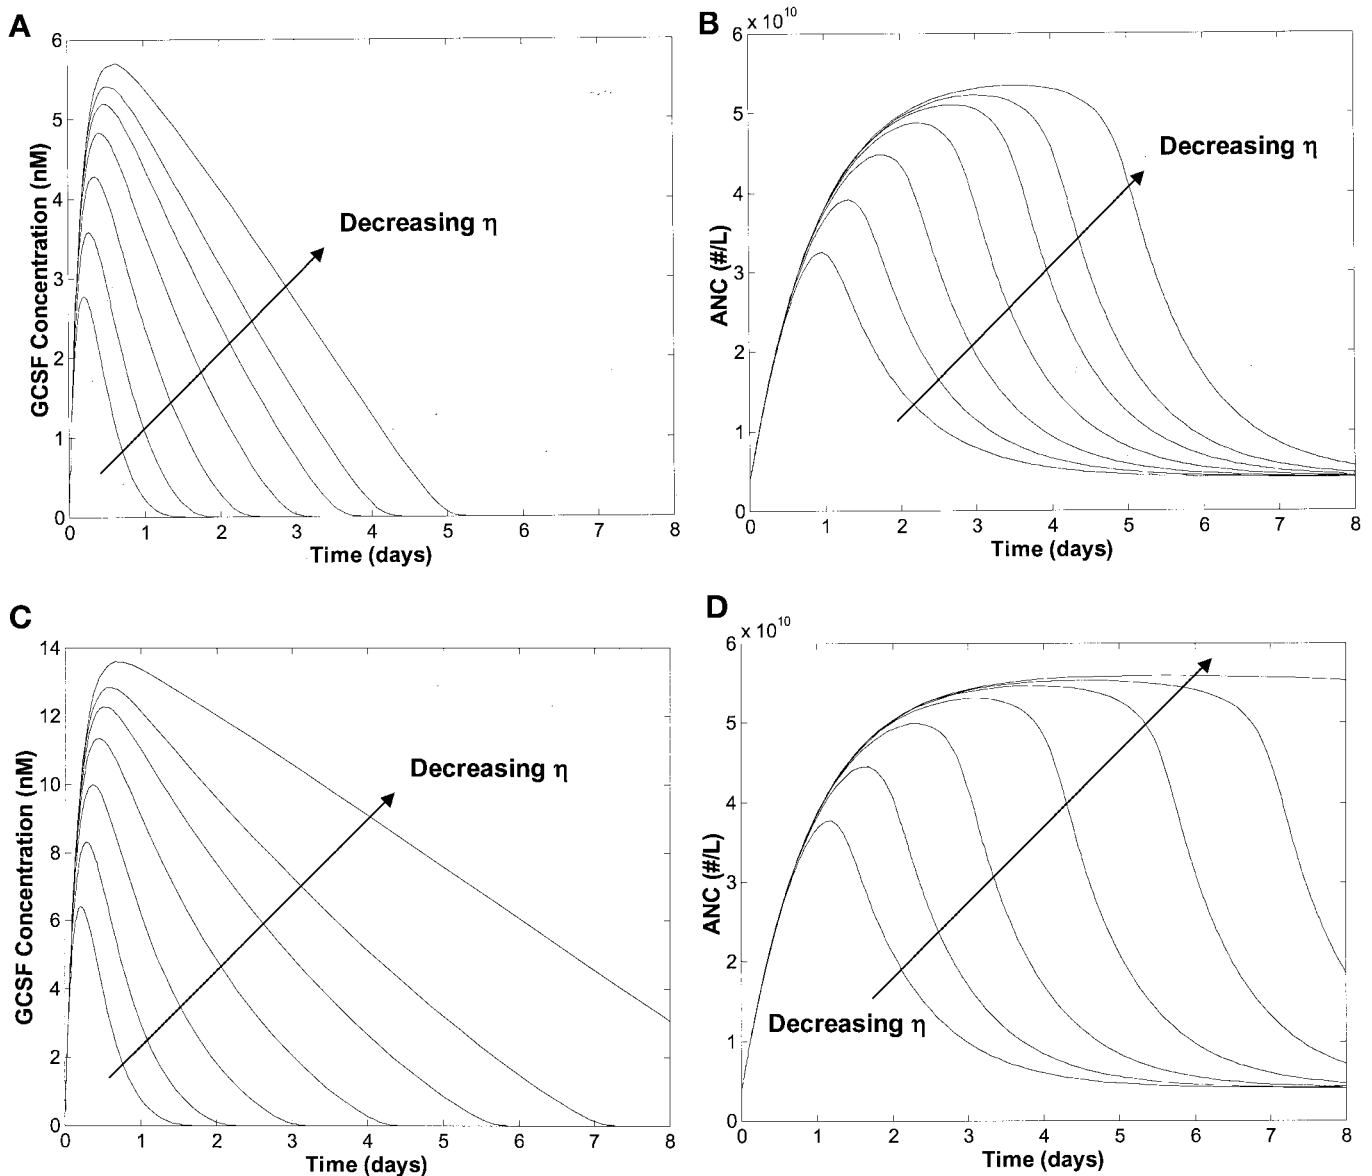 A
GCSF Concentration (nM)
6
5
4
3
2
1
0
Decreasing η
0 1 2 3 4 5 6 7 8
Time (days)
B
x 10^10
ANC (#/L)
6
5
4
3
2
1
0
Decreasing η
0 1 2 3 4 5 6 7 8
Time (days)
C
GCSF Concentration (nM)
14
12
10
8
6
4
2
0
Decreasing η
0 1 2 3 4 5 6 7 8
Time (days)
D
x 10^10
ANC (#/L)
6
5
4
3
2
1
0
Decreasing η
0 1 2 3 4 5 6 7 8
Time (days)